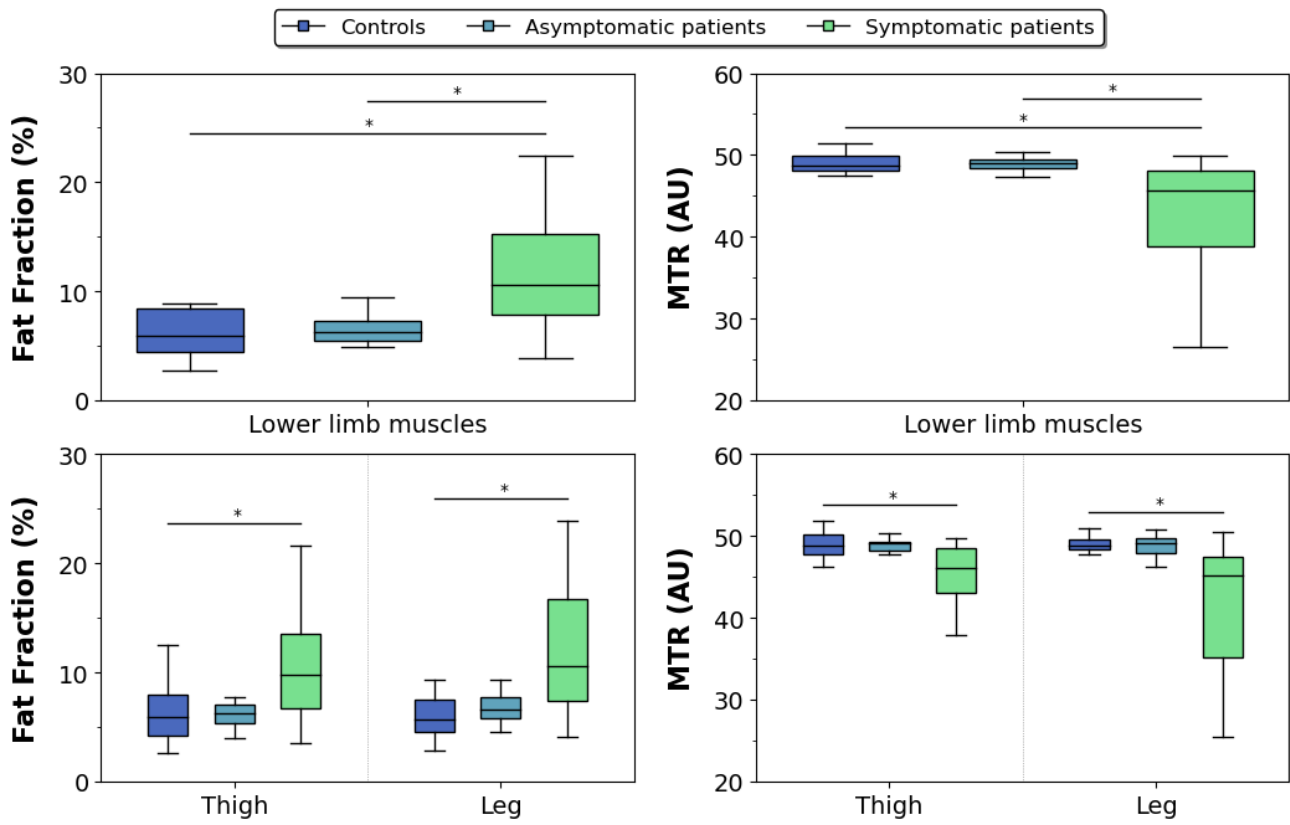 Controls Asymptomatic patients Symptomatic patients
Fat Fraction (%)
30
20
10
0
*
*
Lower limb muscles
MTR (AU)
60
50
40
30
20
*
*
Lower limb muscles
Fat Fraction (%)
30
20
10
0
*
*
Thigh Leg
MTR (AU)
60
50
40
30
20
*
*
Thigh Leg